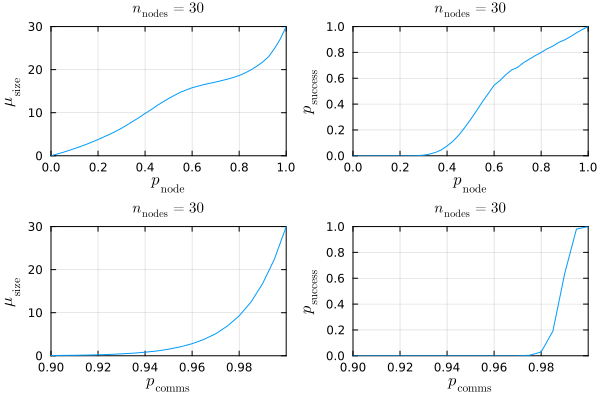 n_nodes = 30
n_nodes = 30
μ_size
30
20
10
0
0.0 0.2 0.4 0.6 0.8 1.0
p_node
p_success
1.0
0.8
0.6
0.4
0.2
0.0
0.0 0.2 0.4 0.6 0.8 1.0
p_node
n_nodes = 30
n_nodes = 30
μ_size
30
20
10
0
0.90 0.92 0.94 0.96 0.98
p_comms
p_success
1.0
0.8
0.6
0.4
0.2
0.0
0.90 0.92 0.94 0.96 0.98
p_comms